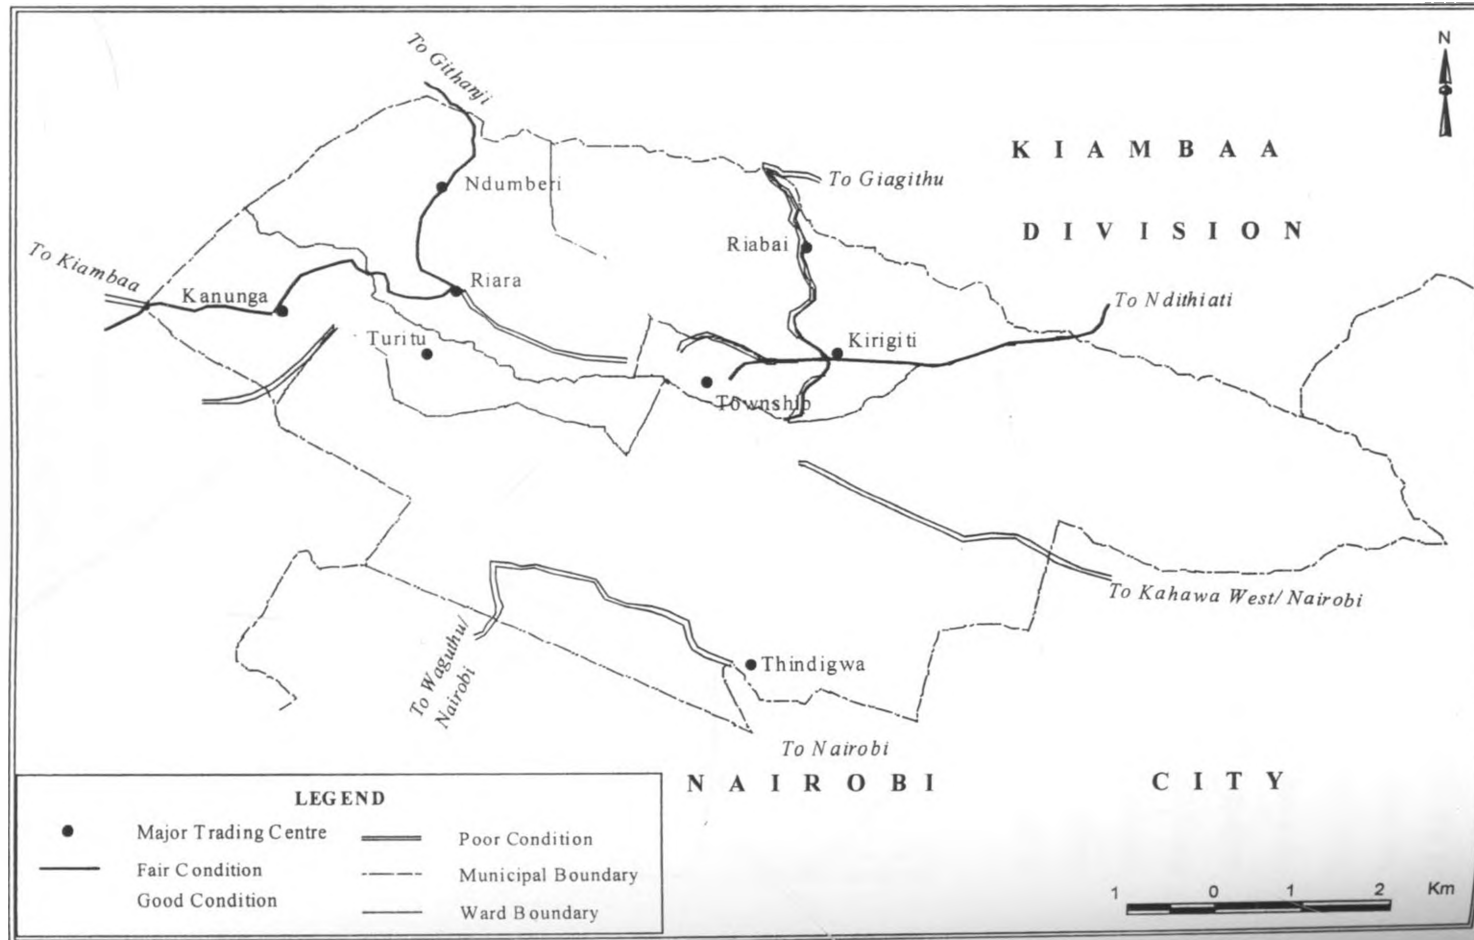 To Githanji
N
KIAMBAA
DIVISION
Ndumberi
To Giagithu
Riabai
To Kiambaa
Kanunga
Riara
To Ndithiati
Turitu
Kirigiti
Township
To Kahawa West/ Nairobi
To Waguthu/
Nairobi
Thindigwa
To Nairobi
NAIROBI CITY
LEGEND
Major Trading Centre
Fair Condition
Good Condition
Poor Condition
Municipal Boundary
Ward Boundary
1 0 1 2 Km